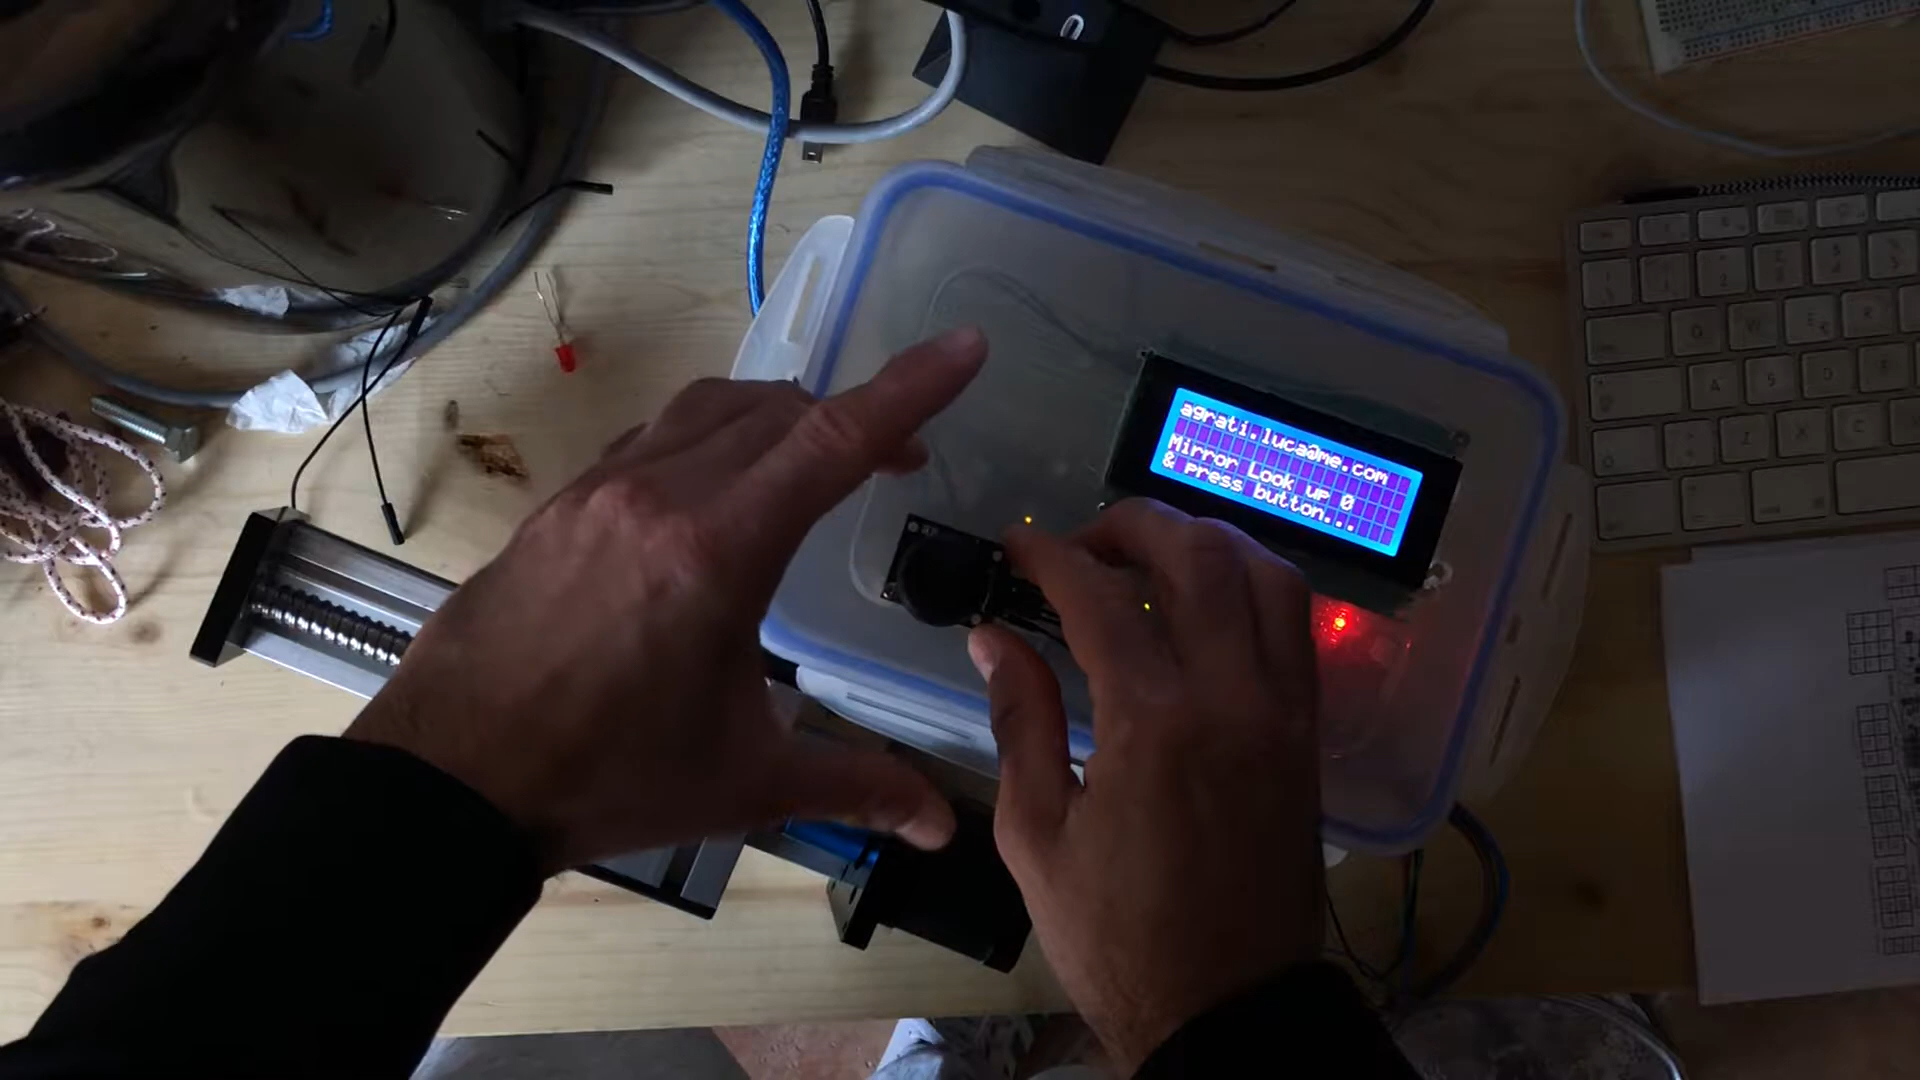 agrati.luca@me.com
Mirror Look up 0
& press button...
Q
W
E
R
A
S
D
F
Z
X
C